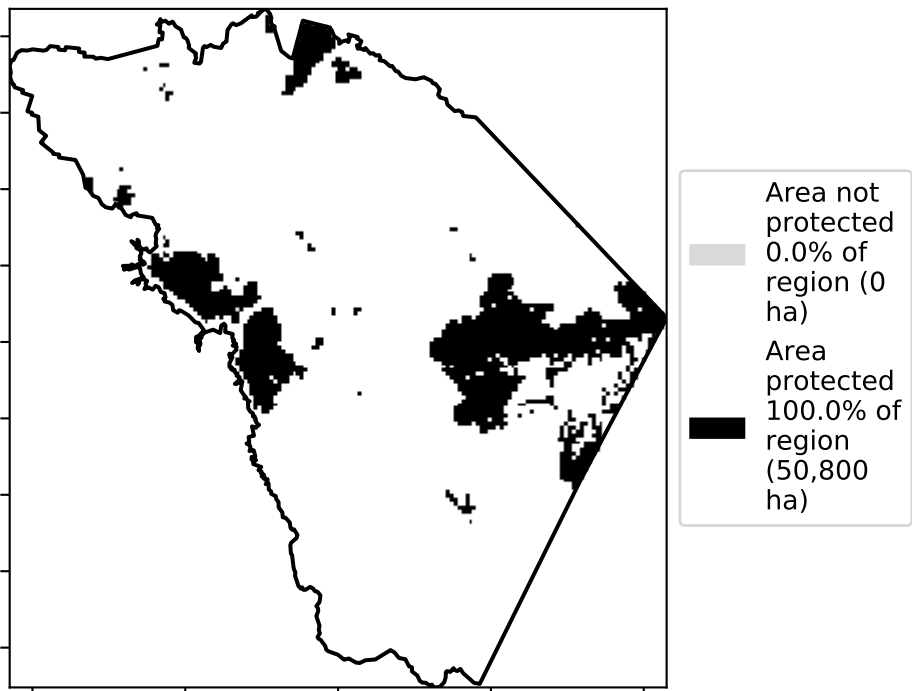 Area not
protected
0.0% of
region (0
ha)
Area
protected
100.0% of
region
(50,800
ha)